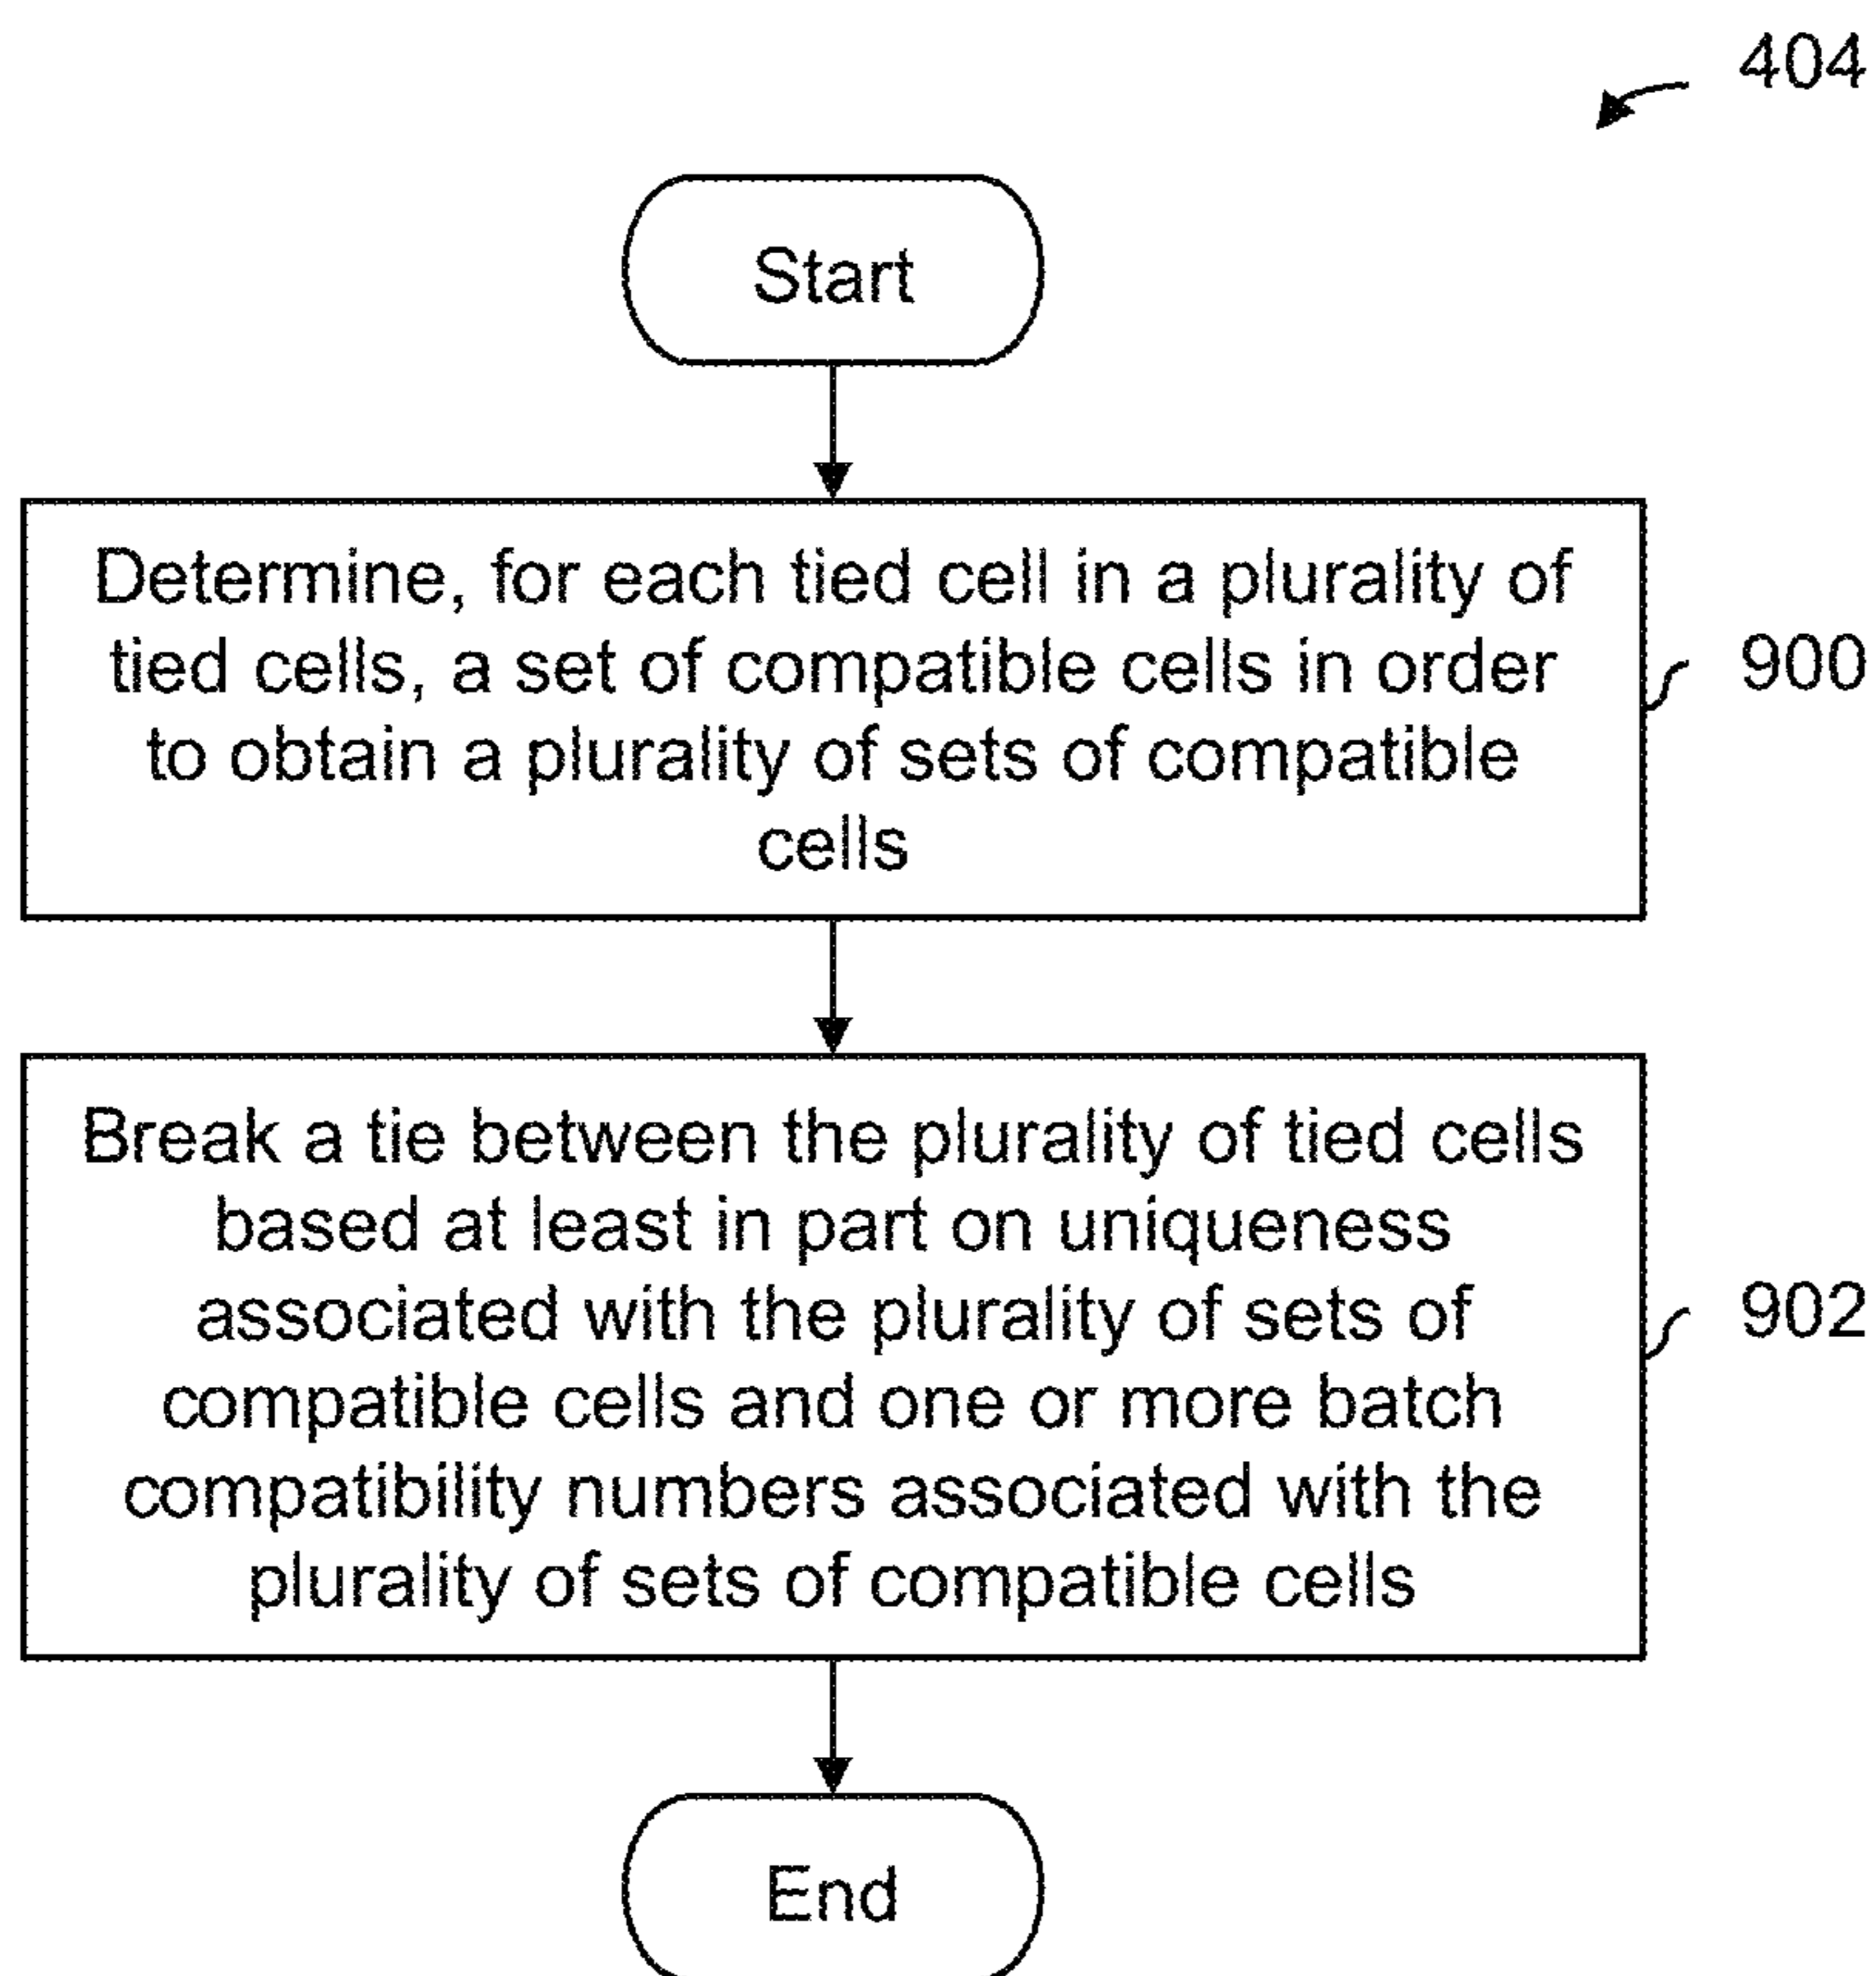 404
Start
Determine, for each tied cell in a plurality of
tied cells, a set of compatible cells in order
to obtain a plurality of sets of compatible
cells
900
Break a tie between the plurality of tied cells
based at least in part on uniqueness
associated with the plurality of sets of
compatible cells and one or more batch
compatibility numbers associated with the
plurality of sets of compatible cells
902
End